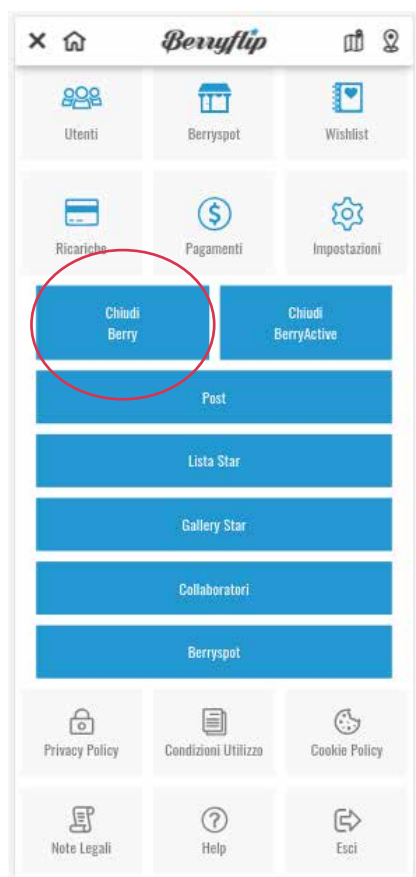 Berryflip
Utenti Berryspot Wishlist
Ricariche Pagamenti Impostazioni
Chiudi Chiudi
Berry BerryActive
Post
Lista Star
Gallery Star
Collaboratori
Berryspot
Privacy Policy Condizioni Utilizzo Cookie Policy
Note Legali Help Esci